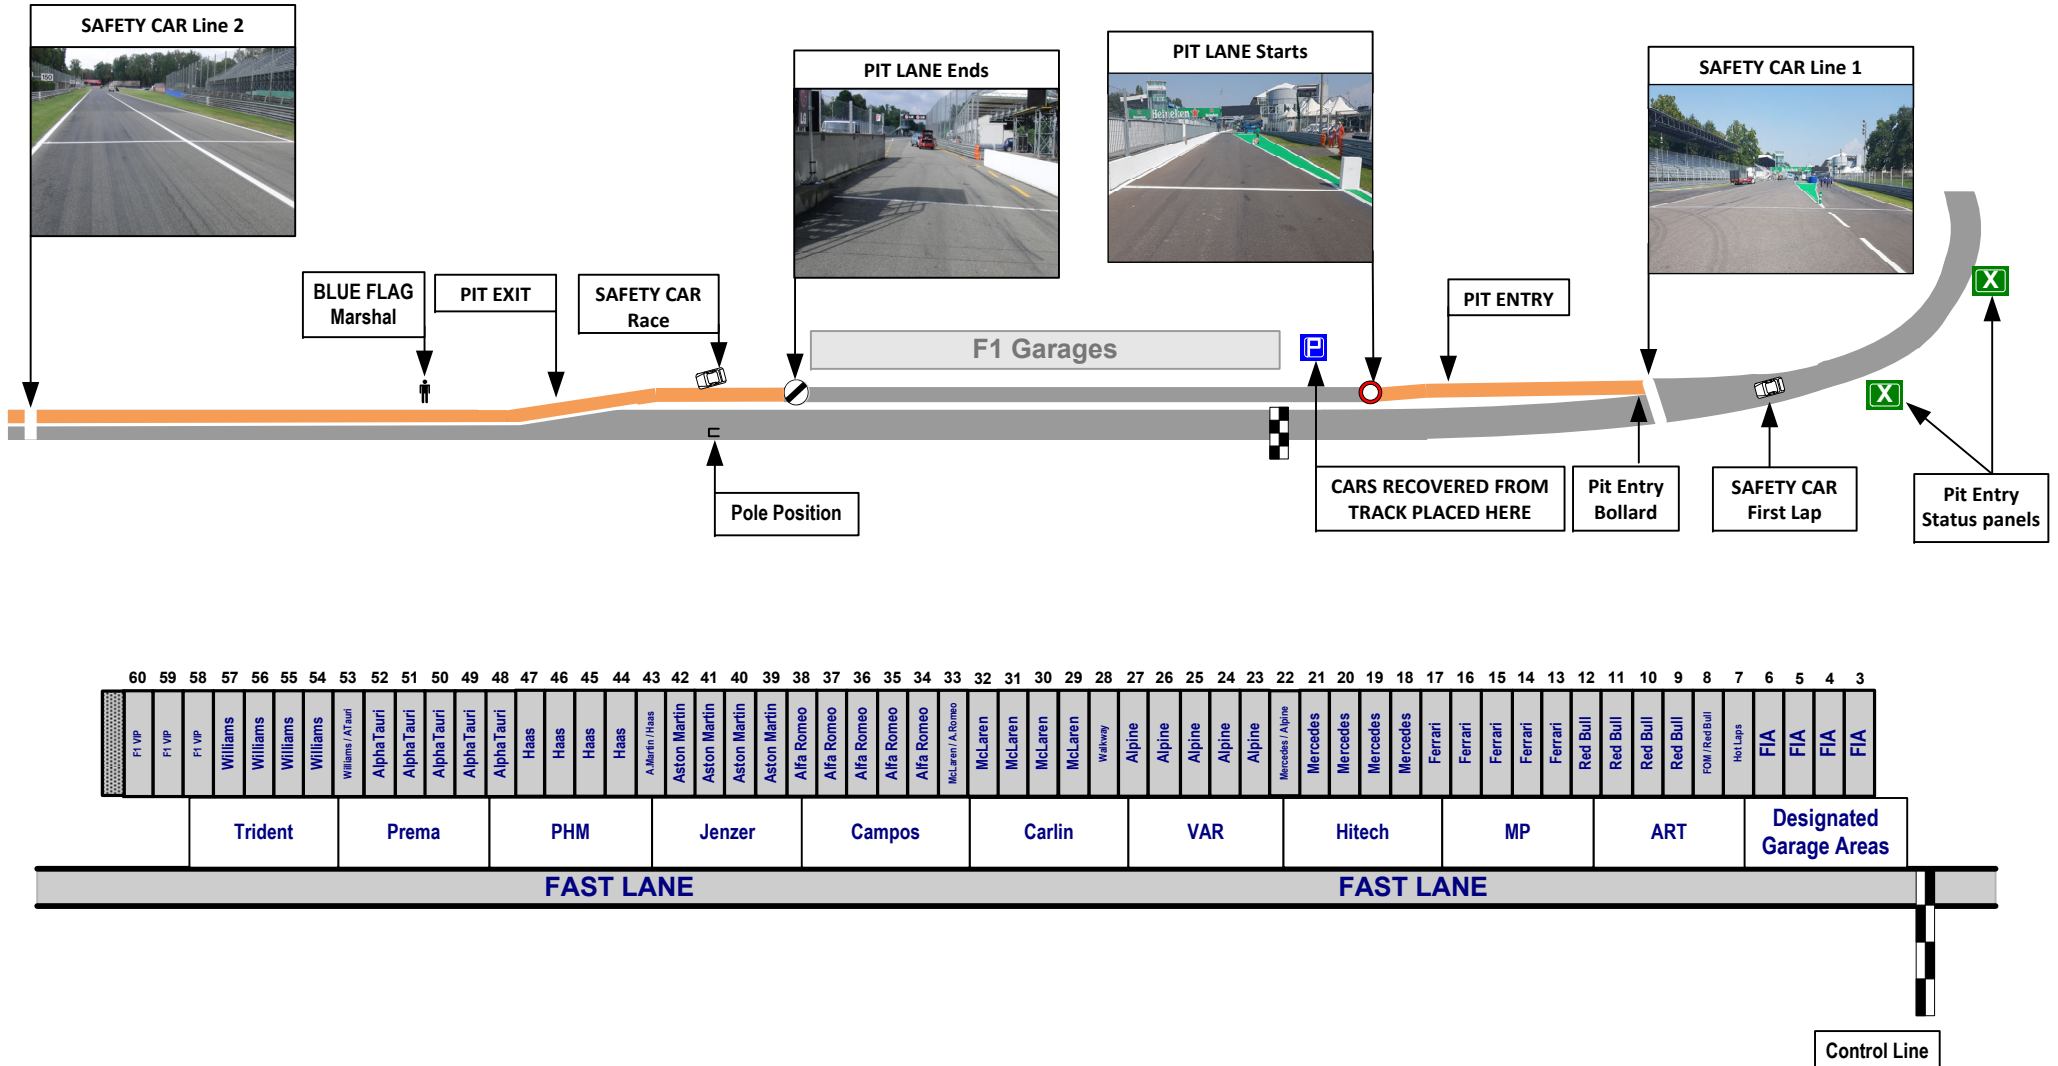 SAFETY CAR Line 2
PIT LANE Ends
PIT LANE Starts
SAFETY CAR Line 1
150
Heineken
BLUE FLAG
Marshal
PIT EXIT
SAFETY CAR
Race
PIT ENTRY
F1 Garages
P
X
X
Pole Position
CARS RECOVERED FROM
TRACK PLACED HERE
Pit Entry
Bollard
SAFETY CAR
First Lap
Pit Entry
Status panels
60 59 58 57 56 55 54 53 52 51 50 49 48 47 46 45 44 43 42 41 40 39 38 37 36 35 34 33 32 31 30 29 28 27 26 25 24 23 22 21 20 19 18 17 16 15 14 13 12 11 10 9 8 7 6 5 4 3
F1 VIP
F1 VIP
F1 VIP
Williams
Williams
Williams
Williams
Williams / ATauri
AlphaTauri
AlphaTauri
AlphaTauri
AlphaTauri
AlphaTauri
Haas
Haas
Haas
Haas
A.Martin / Haas
Aston Martin
Aston Martin
Aston Martin
Aston Martin
Alfa Romeo
Alfa Romeo
Alfa Romeo
Alfa Romeo
Alfa Romeo
McLaren / A.Romeo
McLaren
McLaren
McLaren
McLaren
Walkway
Alpine
Alpine
Alpine
Alpine
Alpine
Mercedes / Alpine
Mercedes
Mercedes
Mercedes
Mercedes
Ferrari
Ferrari
Ferrari
Ferrari
Ferrari
Red Bull
Red Bull
Red Bull
Red Bull
FOM / Red Bull
Hot Laps
FIA
FIA
FIA
FIA
Trident
Prema
PHM
Jenzer
Campos
Carlin
VAR
Hitech
MP
ART
Designated
Garage Areas
FAST LANE
FAST LANE
Control Line